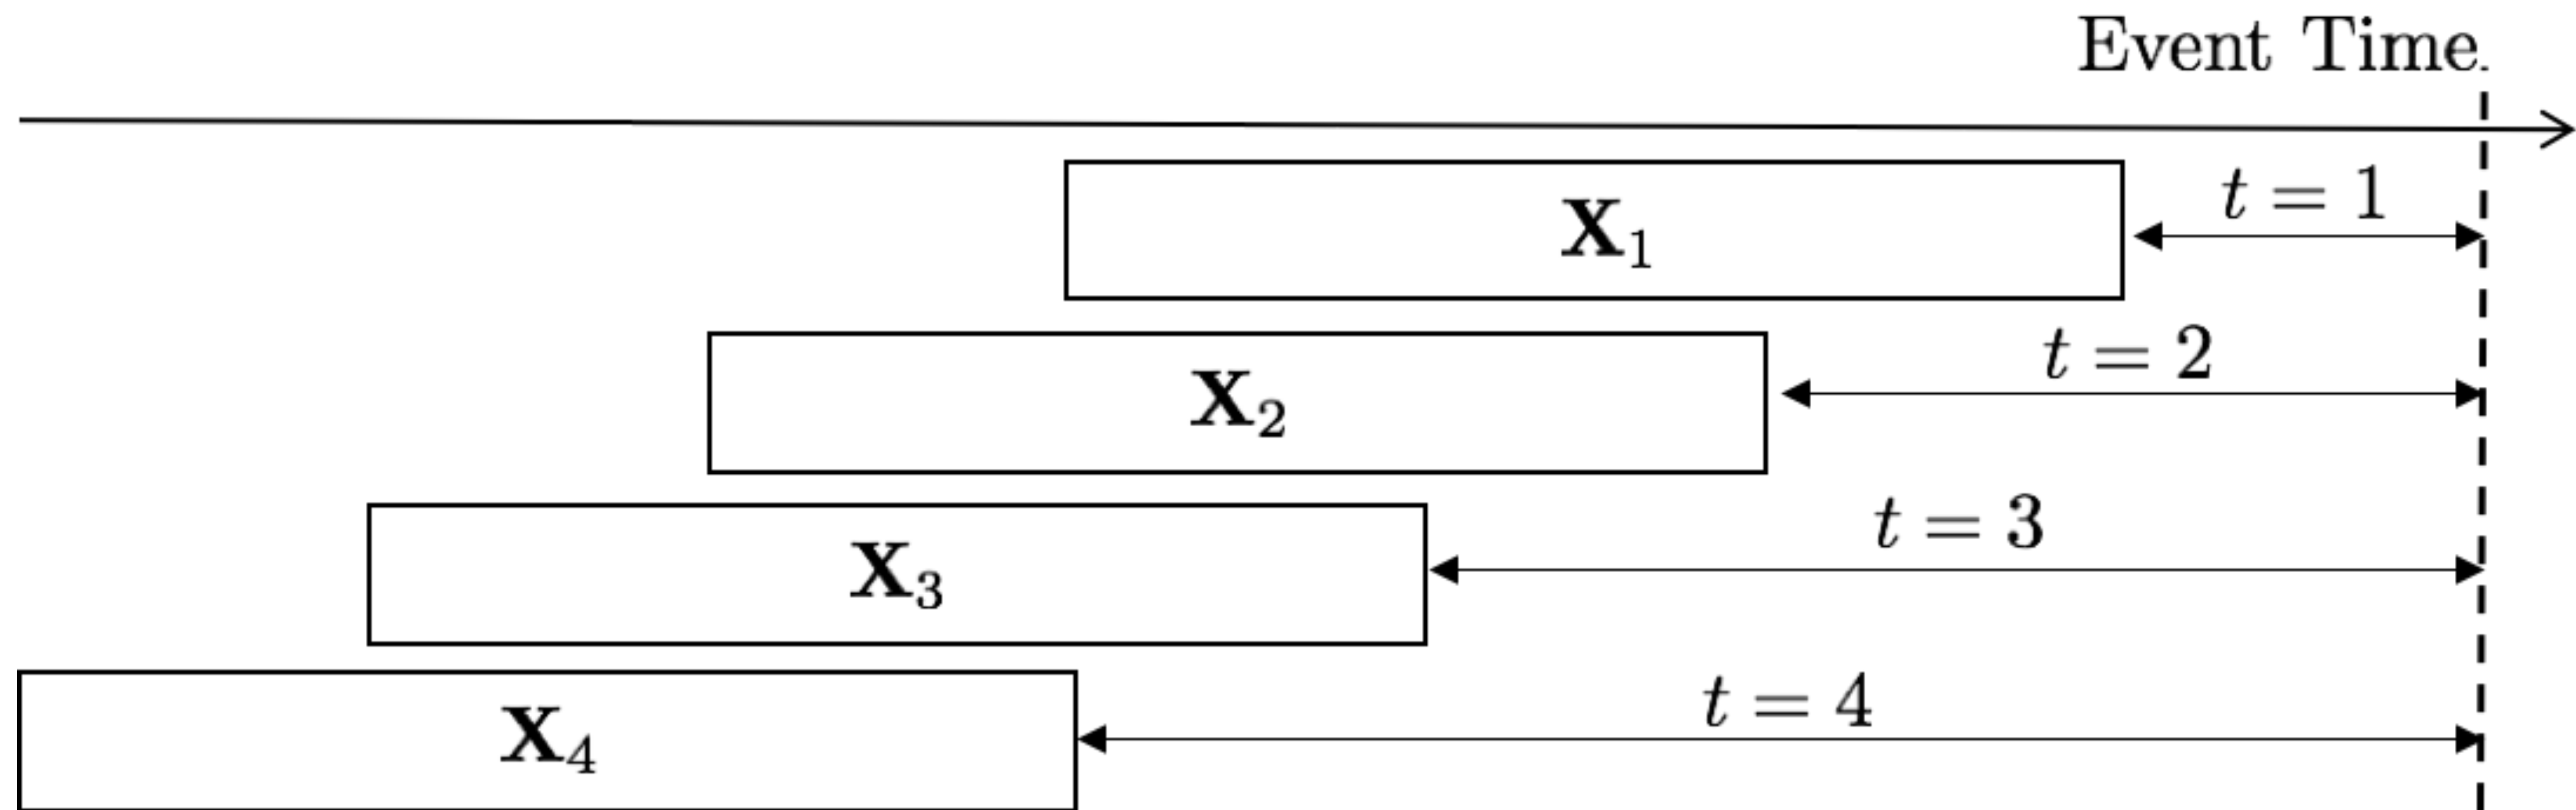 Event Time
t = 1
X₁
t = 2
X₂
t = 3
X₃
t = 4
X₄